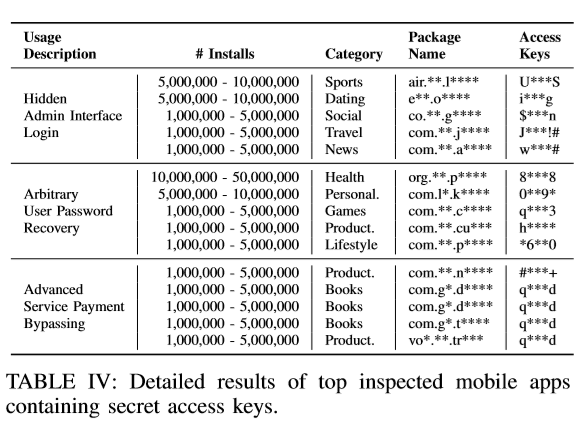 Usage Package Access
Description # Installs Category Name Keys
5,000,000 - 10,000,000 Sports air.**.l**** U***S
Hidden 5,000,000 - 10,000,000 Dating e**.o**** i***g
Admin Interface 1,000,000 - 5,000,000 Social co.**.g**** $***n
Login 1,000,000 - 5,000,000 Travel com.**.j**** J***!#
1,000,000 - 5,000,000 News com.**.a**** w***#
10,000,000 - 50,000,000 Health org.**.p**** 8***8
Arbitrary 5,000,000 - 10,000,000 Personal. com.l*.k**** 0**9*
User Password 1,000,000 - 5,000,000 Games com.**.c**** q***3
Recovery 1,000,000 - 5,000,000 Product. com.**.cu*** h****
1,000,000 - 5,000,000 Lifestyle com.**.p**** *6**0
1,000,000 - 5,000,000 Product. com.**.n**** #***+
Advanced 1,000,000 - 5,000,000 Books com.g*.d**** q***d
Service Payment 1,000,000 - 5,000,000 Books com.g*.d**** q***d
Bypassing 1,000,000 - 5,000,000 Books com.g*.t**** q***d
1,000,000 - 5,000,000 Product. vo*.**.tr*** q***d
TABLE IV: Detailed results of top inspected mobile apps
containing secret access keys.